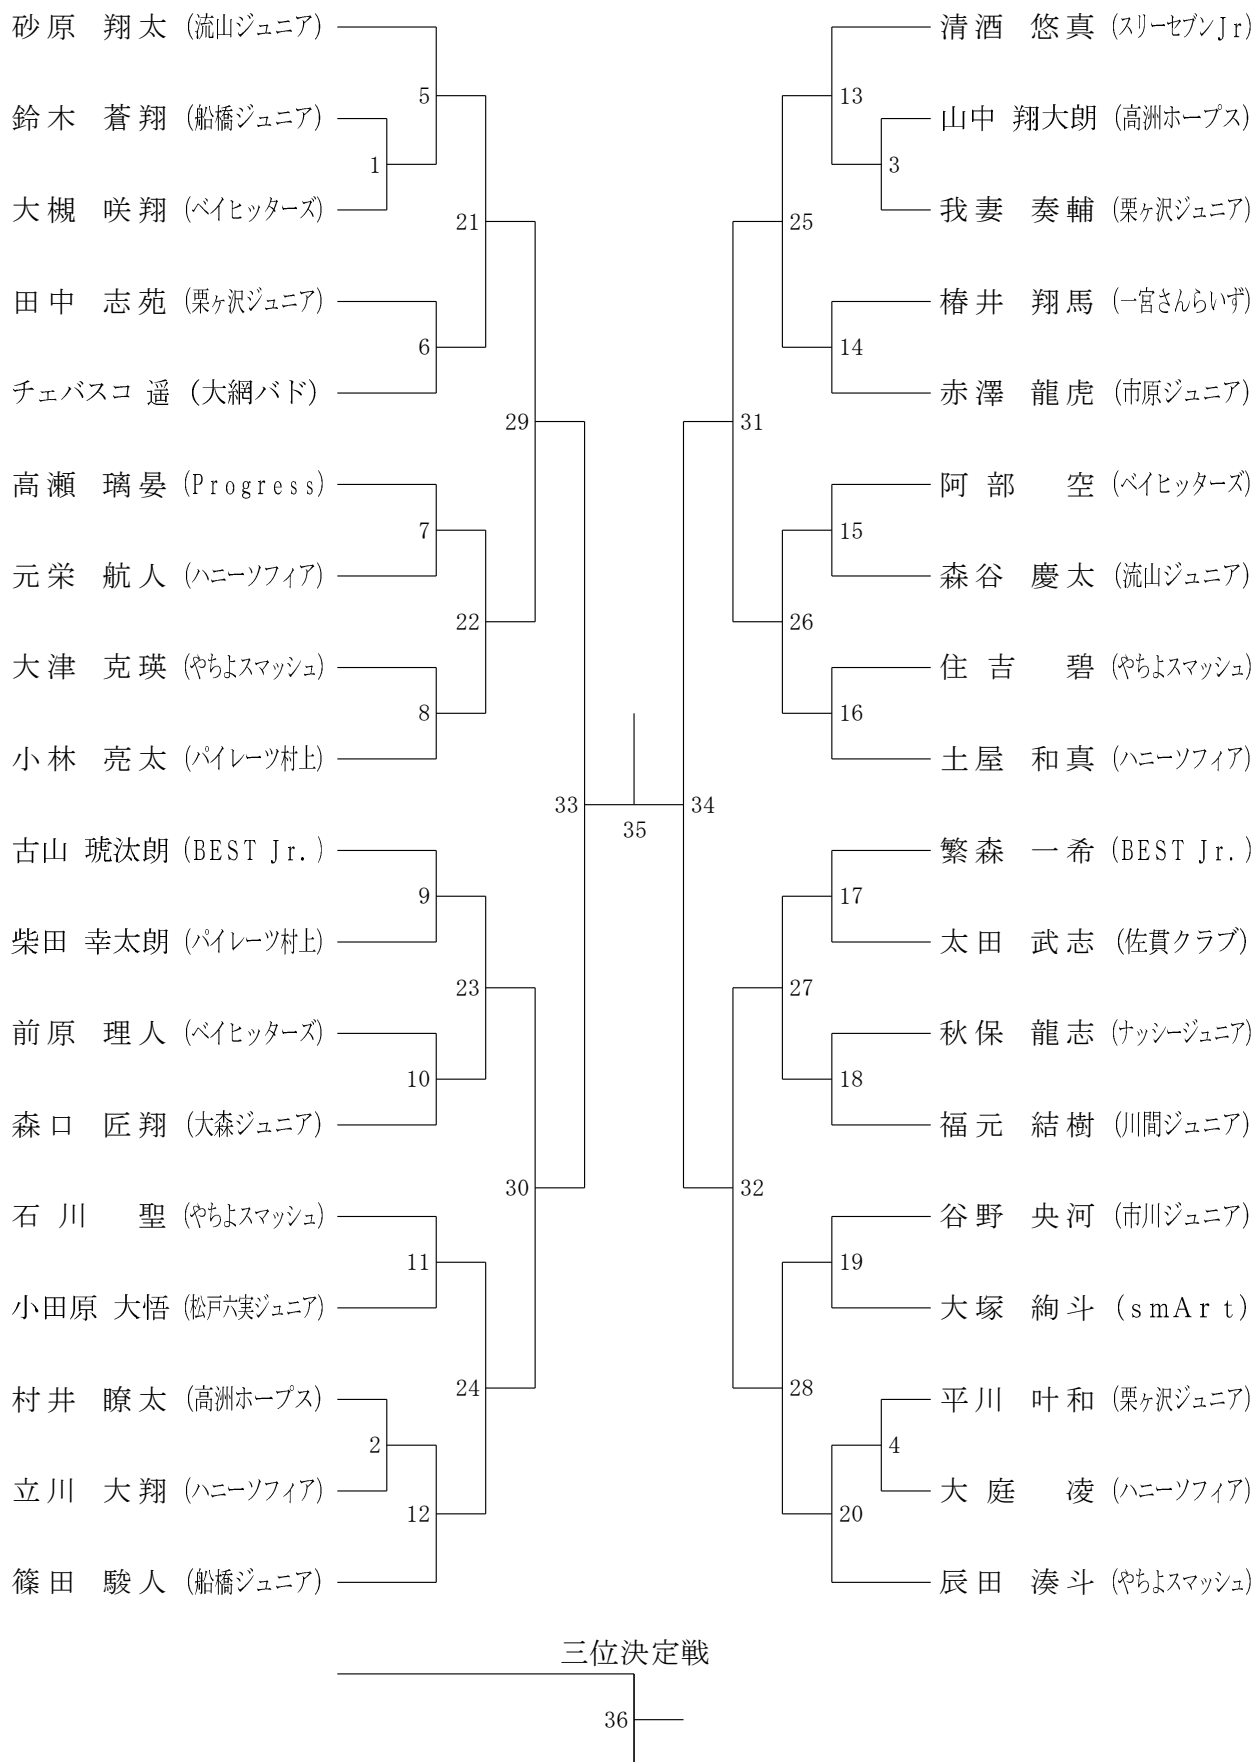 砂原 翔太 (流山ジュニア)
鈴木 蒼翔 (船橋ジュニア)
大槻 咲翔 (ベイヒッターズ)
田中 志苑 (栗ヶ沢ジュニア)
チェバスコ 遥 (大網バド)
高瀬 璃晏 (Progress)
元栄 航人 (ハニーソフィア)
大津 克瑛 (やちよスマッシュ)
小林 亮太 (パイレーツ村上)
古山 琥汰朗 (BEST Jr.)
柴田 幸太朗 (パイレーツ村上)
前原 理人 (ベイヒッターズ)
森口 匠翔 (大森ジュニア)
石川 聖 (やちよスマッシュ)
小田原 大悟 (松戸六実ジュニア)
村井 瞭太 (高洲ホープス)
立川 大翔 (ハニーソフィア)
篠田 駿人 (船橋ジュニア)
1
2
5
6
7
8
9
10
11
12
21
22
23
24
29
30
33
35
34
31
32
25
26
27
28
13
14
15
16
17
18
19
20
3
4
清酒 悠真 (スリーセブンJr)
山中 翔大朗 (高洲ホープス)
我妻 奏輔 (栗ヶ沢ジュニア)
椿井 翔馬 (一宮さんらいず)
赤澤 龍虎 (市原ジュニア)
阿部 空 (ベイヒッターズ)
森谷 慶太 (流山ジュニア)
住吉 碧 (やちよスマッシュ)
土屋 和真 (ハニーソフィア)
繁森 一希 (BEST Jr.)
太田 武志 (佐貫クラブ)
秋保 龍志 (ナッシージュニア)
福元 結樹 (川間ジュニア)
谷野 央河 (市川ジュニア)
大塚 絢斗 (smArt)
平川 叶和 (栗ヶ沢ジュニア)
大庭 凌 (ハニーソフィア)
辰田 湊斗 (やちよスマッシュ)
三位決定戦
36